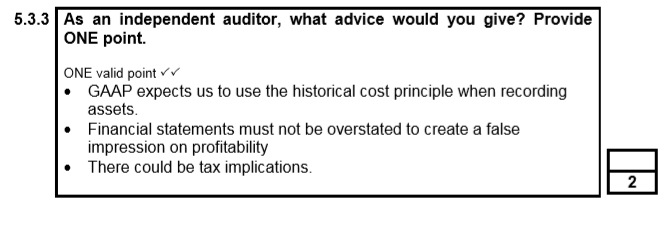 5.3.3 As an independent auditor, what advice would you give? Provide
ONE point.
ONE valid point ✓✓
• GAAP expects us to use the historical cost principle when recording
assets.
• Financial statements must not be overstated to create a false
impression on profitability
• There could be tax implications.
2